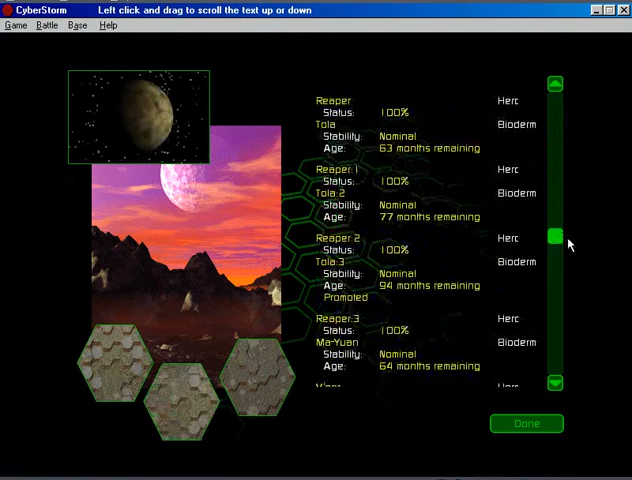 CyberStorm Left click and drag to scroll the text up or down
Game Battle Base Help
Reaper Herc
Status: 100%
Tola Bioderm
Stability: Nominal
Age: 63 months remaining
Reaper:1 Herc
Status: 100%
Tola:2 Bioderm
Stability: Nominal
Age: 77 months remaining
Reaper:2 Herc
Status: 100%
Tola:3 Bioderm
Stability: Nominal
Age: 94 months remaining
Promoted
Reaper:3 Herc
Status: 100%
Ma-Yuan Bioderm
Stability: Nominal
Age: 64 months remaining
Herc
Done